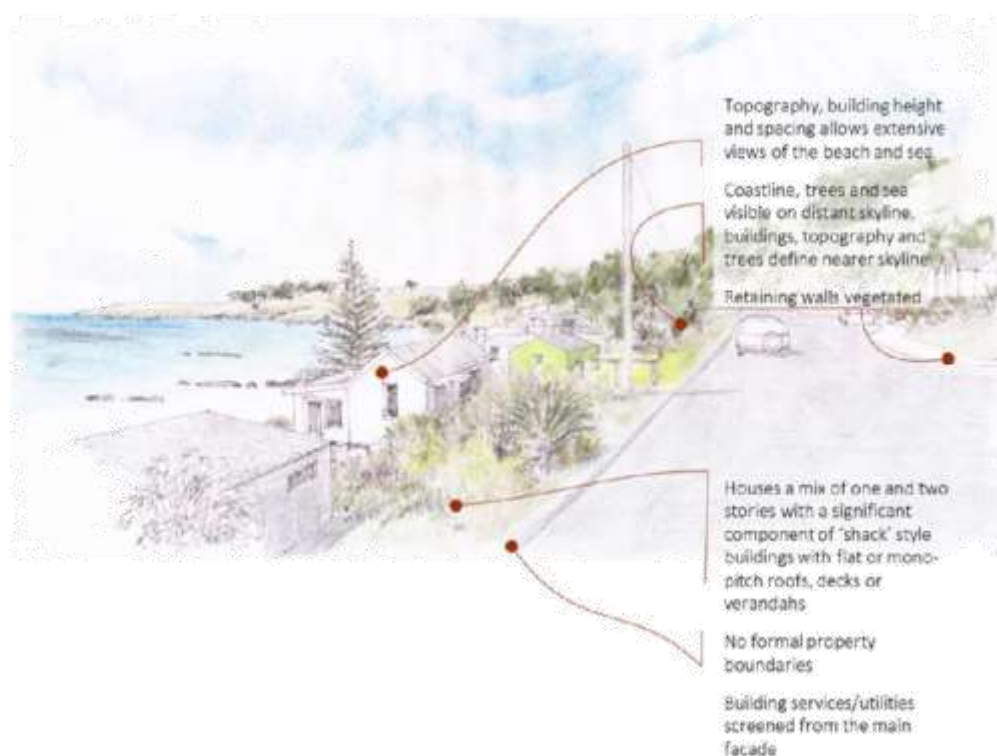 Topography, building height
and spacing allows extensive
views of the beach and sea
Coastline, trees and sea
visible on distant skyline,
buildings, topography and
trees define nearer skyline
Retaining walls vegetated
Houses a mix of one and two
stories with a significant
component of 'shack' style
buildings with flat or mono-
pitch roofs, decks or
verandahs
No formal property
boundaries
Building services/utilities
screened from the main
facade